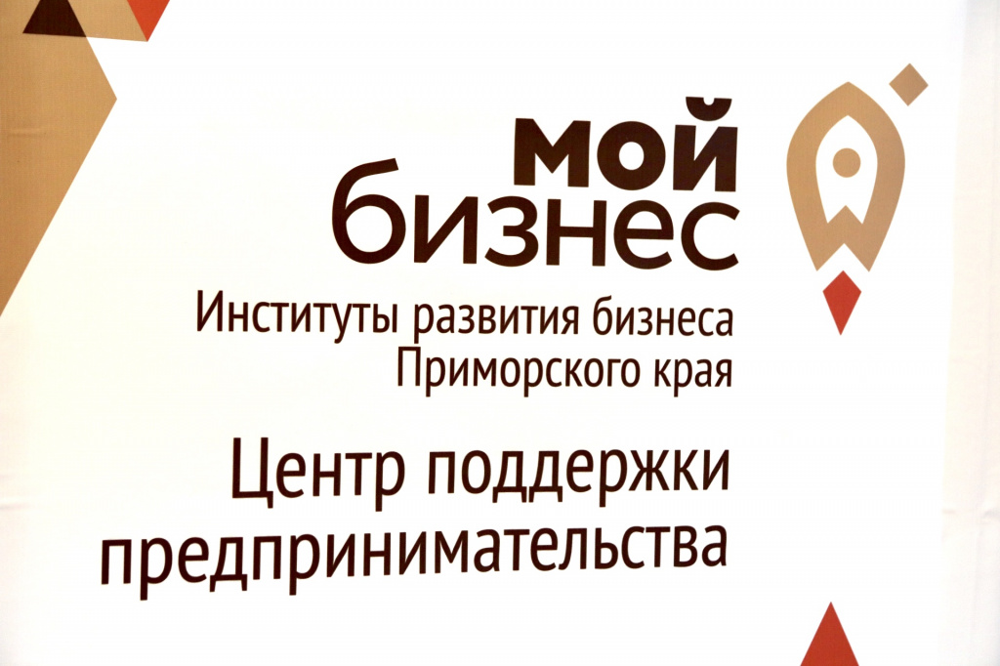 мой
бизнес
Институты развития бизнеса
Приморского края
Центр поддержки
предпринимательства